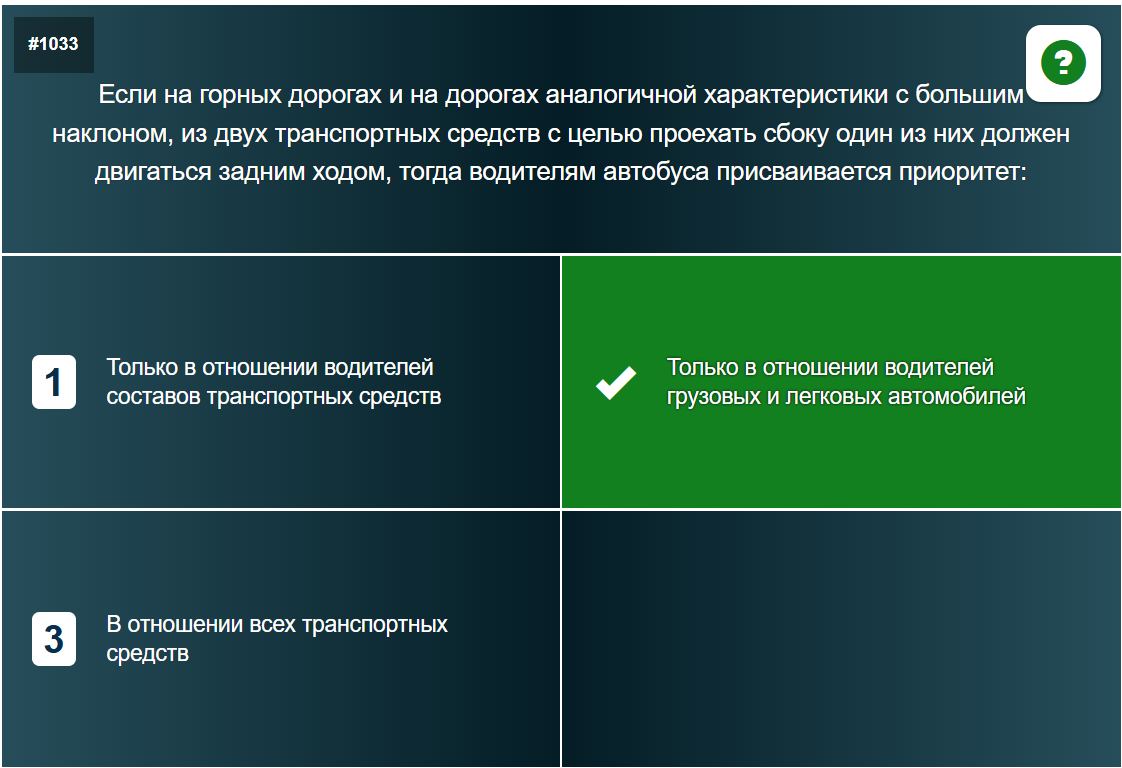 #1033
?
Если на горных дорогах и на дорогах аналогичной характеристики с большим
наклоном, из двух транспортных средств с целью проехать сбоку один из них должен
двигаться задним ходом, тогда водителям автобуса присваивается приоритет:
1
Только в отношении водителей
составов транспортных средств
Только в отношении водителей
грузовых и легковых автомобилей
3
В отношении всех транспортных
средств